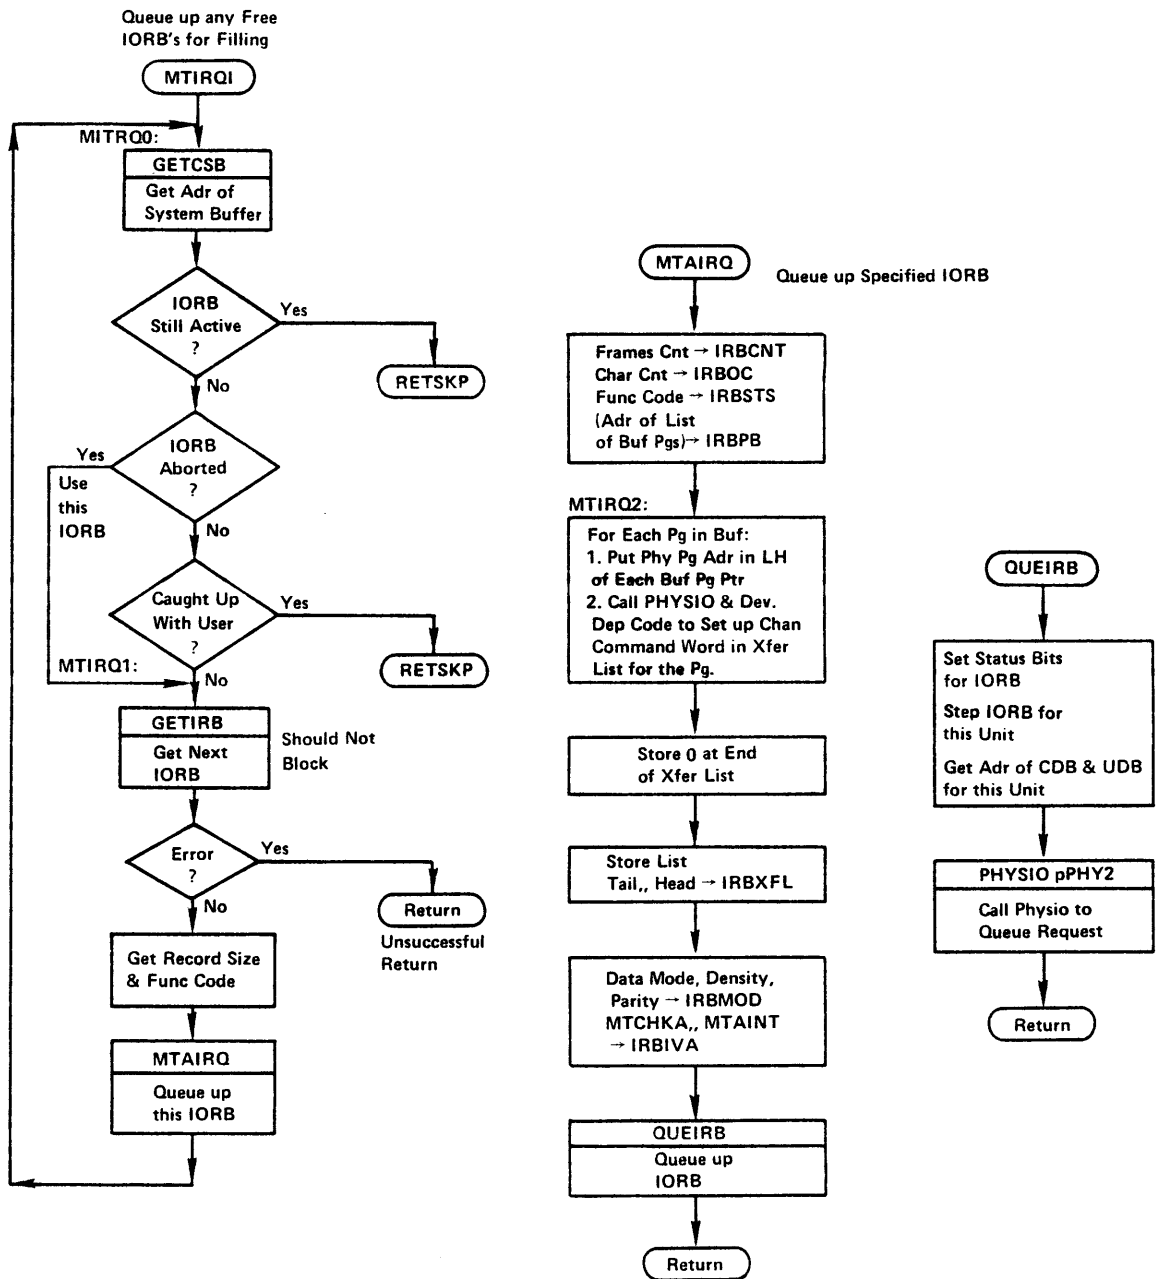 Queue up any Free
IORB's for Filling
MTIRQI
MITRQ0:
GETCSB
Get Adr of
System Buffer
IORB
Still Active
?
Yes
RETSKP
No
IORB
Aborted
?
Yes
Use
this
IORB
No
Caught Up
With User
?
Yes
RETSKP
MTIRQ1:
No
GETIRB
Get Next
IORB
Should Not
Block
Error
?
Yes
Return
Unsuccessful
Return
No
Get Record Size
& Func Code
MTAIRQ
Queue up
this IORB
MTAIRQ
Queue up Specified IORB
Frames Cnt → IRBCNT
Char Cnt → IRBOC
Func Code → IRBSTS
(Adr of List
of Buf Pgs)→ IRBPB
MTIRQ2:
For Each Pg in Buf:
1. Put Phy Pg Adr in LH
of Each Buf Pg Ptr
2. Call PHYSIO & Dev.
Dep Code to Set up Chan
Command Word in Xfer
List for the Pg.
Store 0 at End
of Xfer List
Store List
Tail,, Head → IRBXFL
Data Mode, Density,
Parity → IRBMOD
MTCHKA,, MTAINT
→ IRBIVA
QUEIRB
Queue up
IORB
Return
QUEIRB
Set Status Bits
for IORB
Step IORB for
this Unit
Get Adr of CDB & UDB
for this Unit
PHYSIO pPHY2
Call Physio to
Queue Request
Return